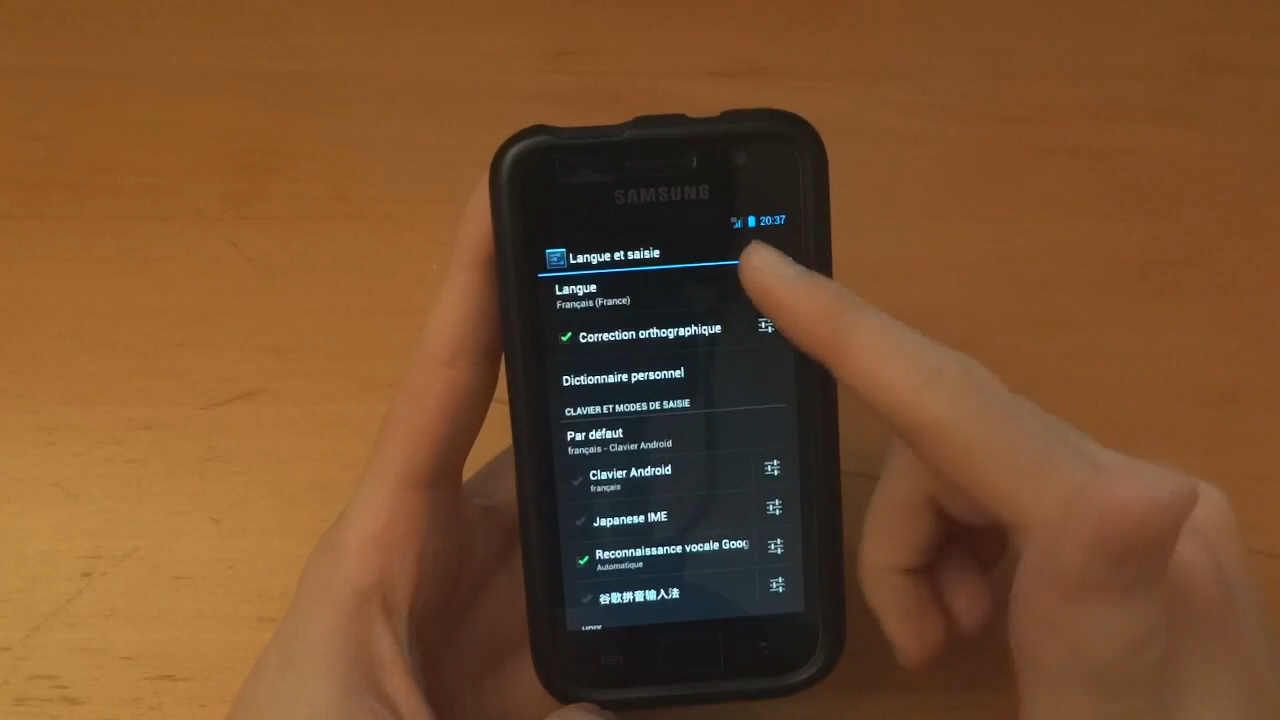 SAMSUNG
20:37
Langue et saisie
Langue
Français (France)
Correction orthographique
Dictionnaire personnel
CLAVIER ET MODES DE SAISIE
Par défaut
français - Clavier Android
Clavier Android
français
Japanese IME
Reconnaissance vocale Goog
Automatique
谷歌拼音输入法
VOIX